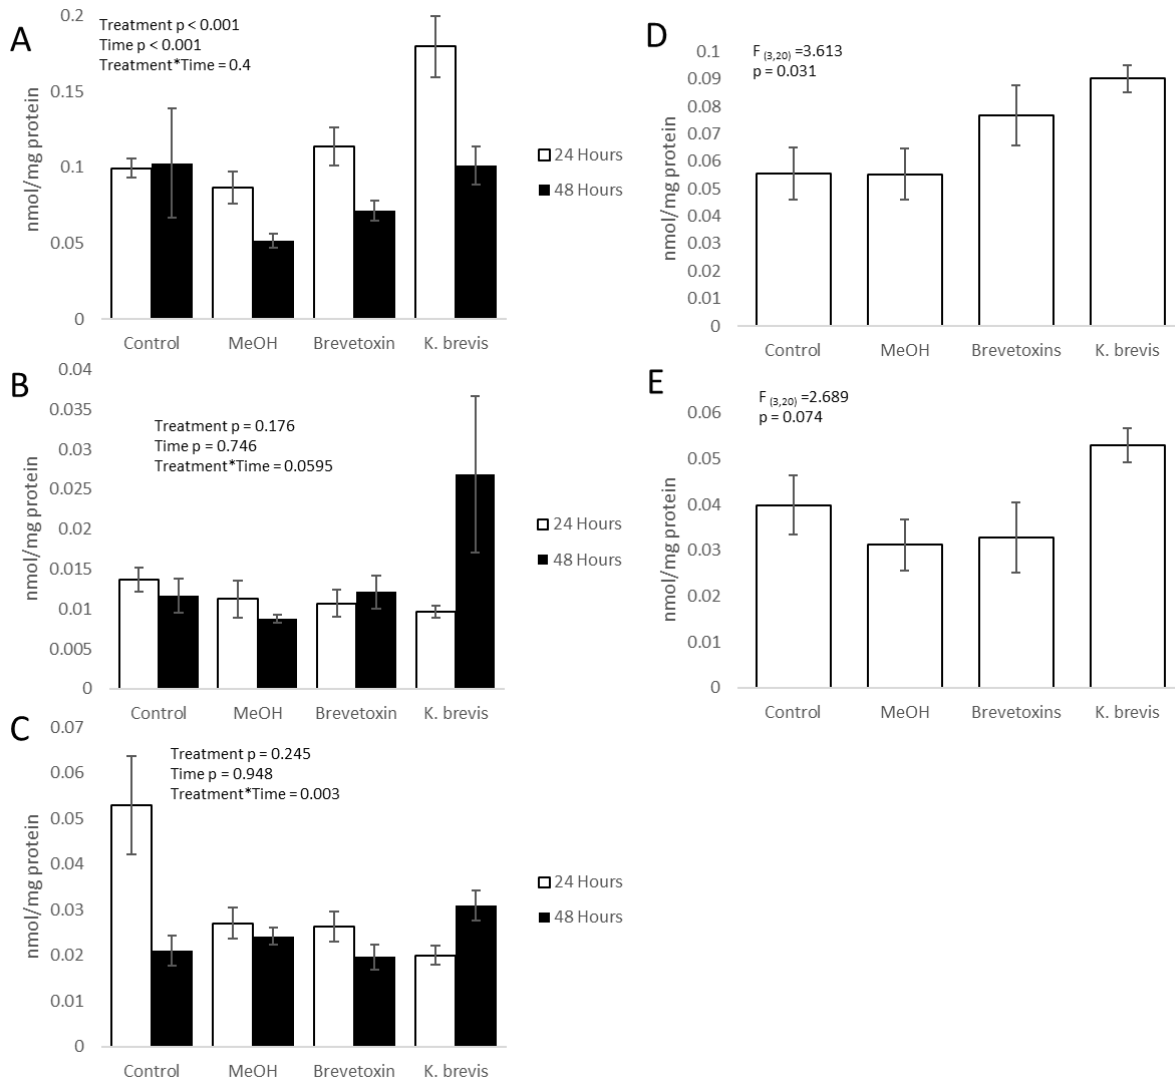 A
Treatment p < 0.001
Time p < 0.001
Treatment*Time = 0.4
nmol/mg protein
0.2
0.15
0.1
0.05
0
Control MeOH Brevetoxin K. brevis
24 Hours
48 Hours
B
Treatment p = 0.176
Time p = 0.746
Treatment*Time = 0.0595
nmol/mg protein
0.04
0.035
0.03
0.025
0.02
0.015
0.01
0.005
0
Control MeOH Brevetoxin K. brevis
24 Hours
48 Hours
C
Treatment p = 0.245
Time p = 0.948
Treatment*Time = 0.003
nmol/mg protein
0.07
0.06
0.05
0.04
0.03
0.02
0.01
0
Control MeOH Brevetoxin K. brevis
24 Hours
48 Hours
D
F (3,20) =3.613
p = 0.031
nmol/mg protein
0.1
0.09
0.08
0.07
0.06
0.05
0.04
0.03
0.02
0.01
0
Control MeOH Brevetoxins K. brevis
E
F (3,20) =2.689
p = 0.074
nmol/mg protein
0.06
0.05
0.04
0.03
0.02
0.01
0
Control MeOH Brevetoxins K. brevis